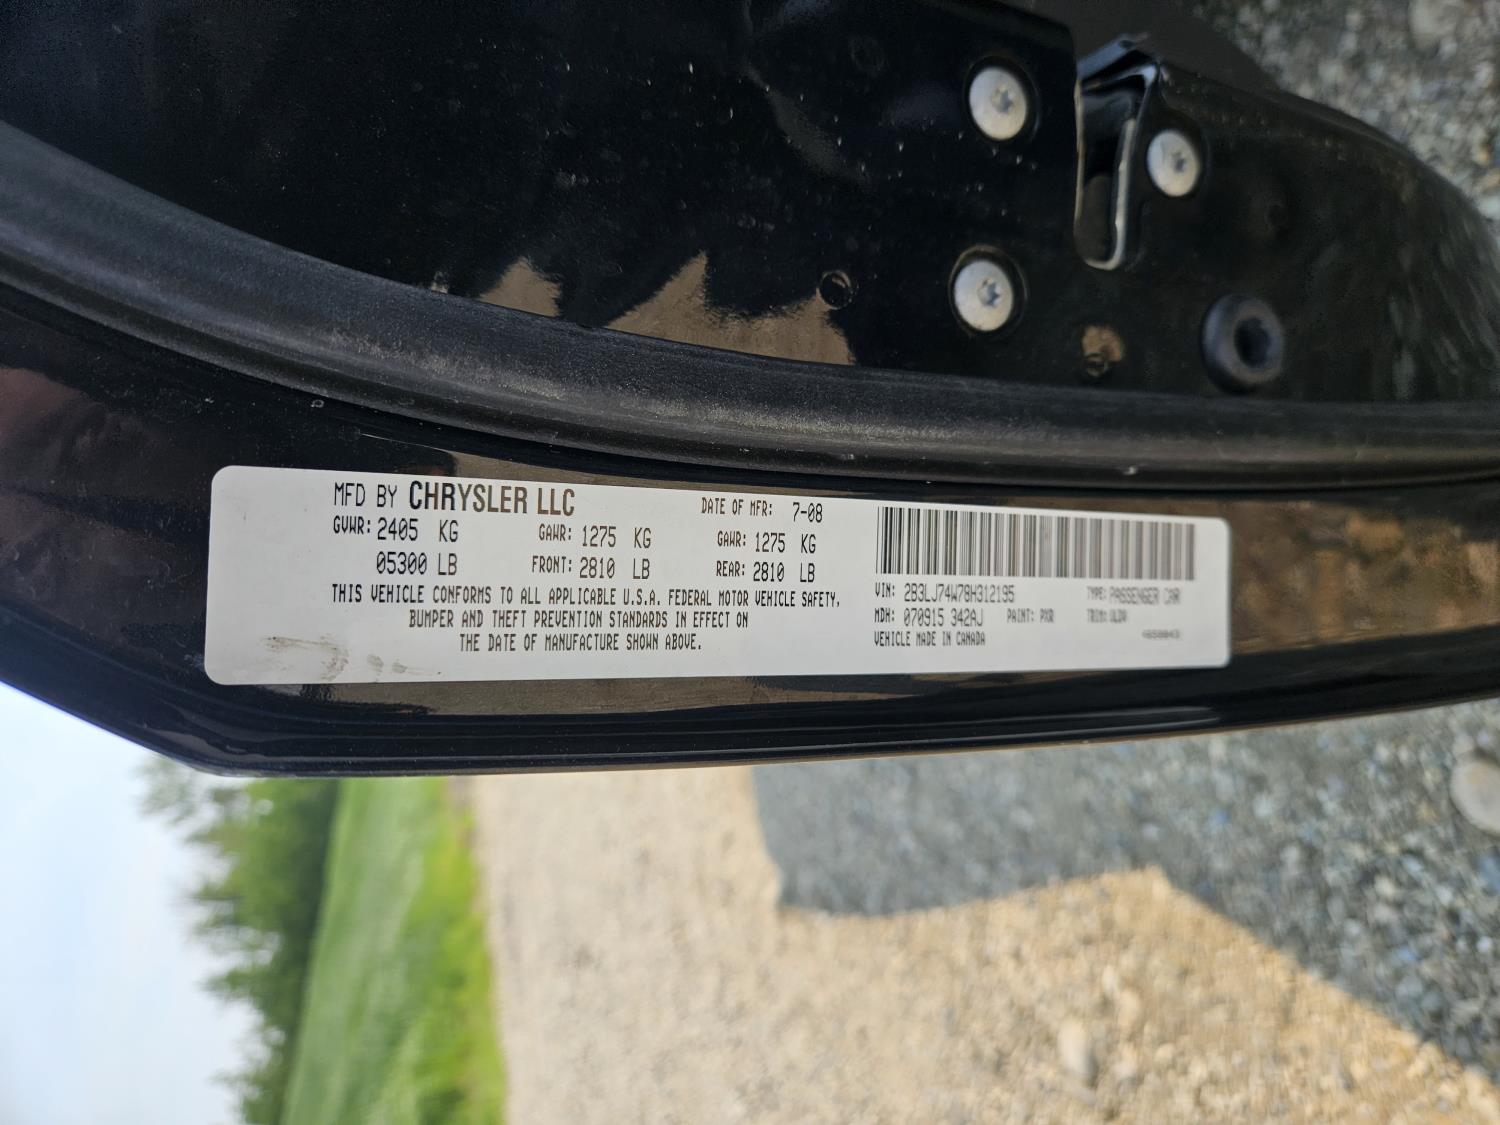 MFD BY CHRYSLER LLC DATE OF MFR: 7-08
GVWR: 2405 KG GAWR: 1275 KG GAWR: 1275 KG
05300 LB FRONT: 2810 LB REAR: 2810 LB
THIS VEHICLE CONFORMS TO ALL APPLICABLE U.S.A. FEDERAL MOTOR VEHICLE SAFETY,
BUMPER AND THEFT PREVENTION STANDARDS IN EFFECT ON
THE DATE OF MANUFACTURE SHOWN ABOVE.
VIN: 2B3LJ74W78H312195 TYPE: PASSENGER CAR
MDH: 070915 342AJ PAINT: PXR TRIM:
VEHICLE MADE IN CANADA